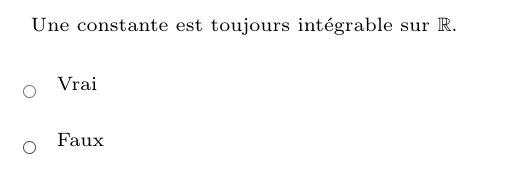 Une constante est toujours intégrable sur ℝ.
Vrai
Faux